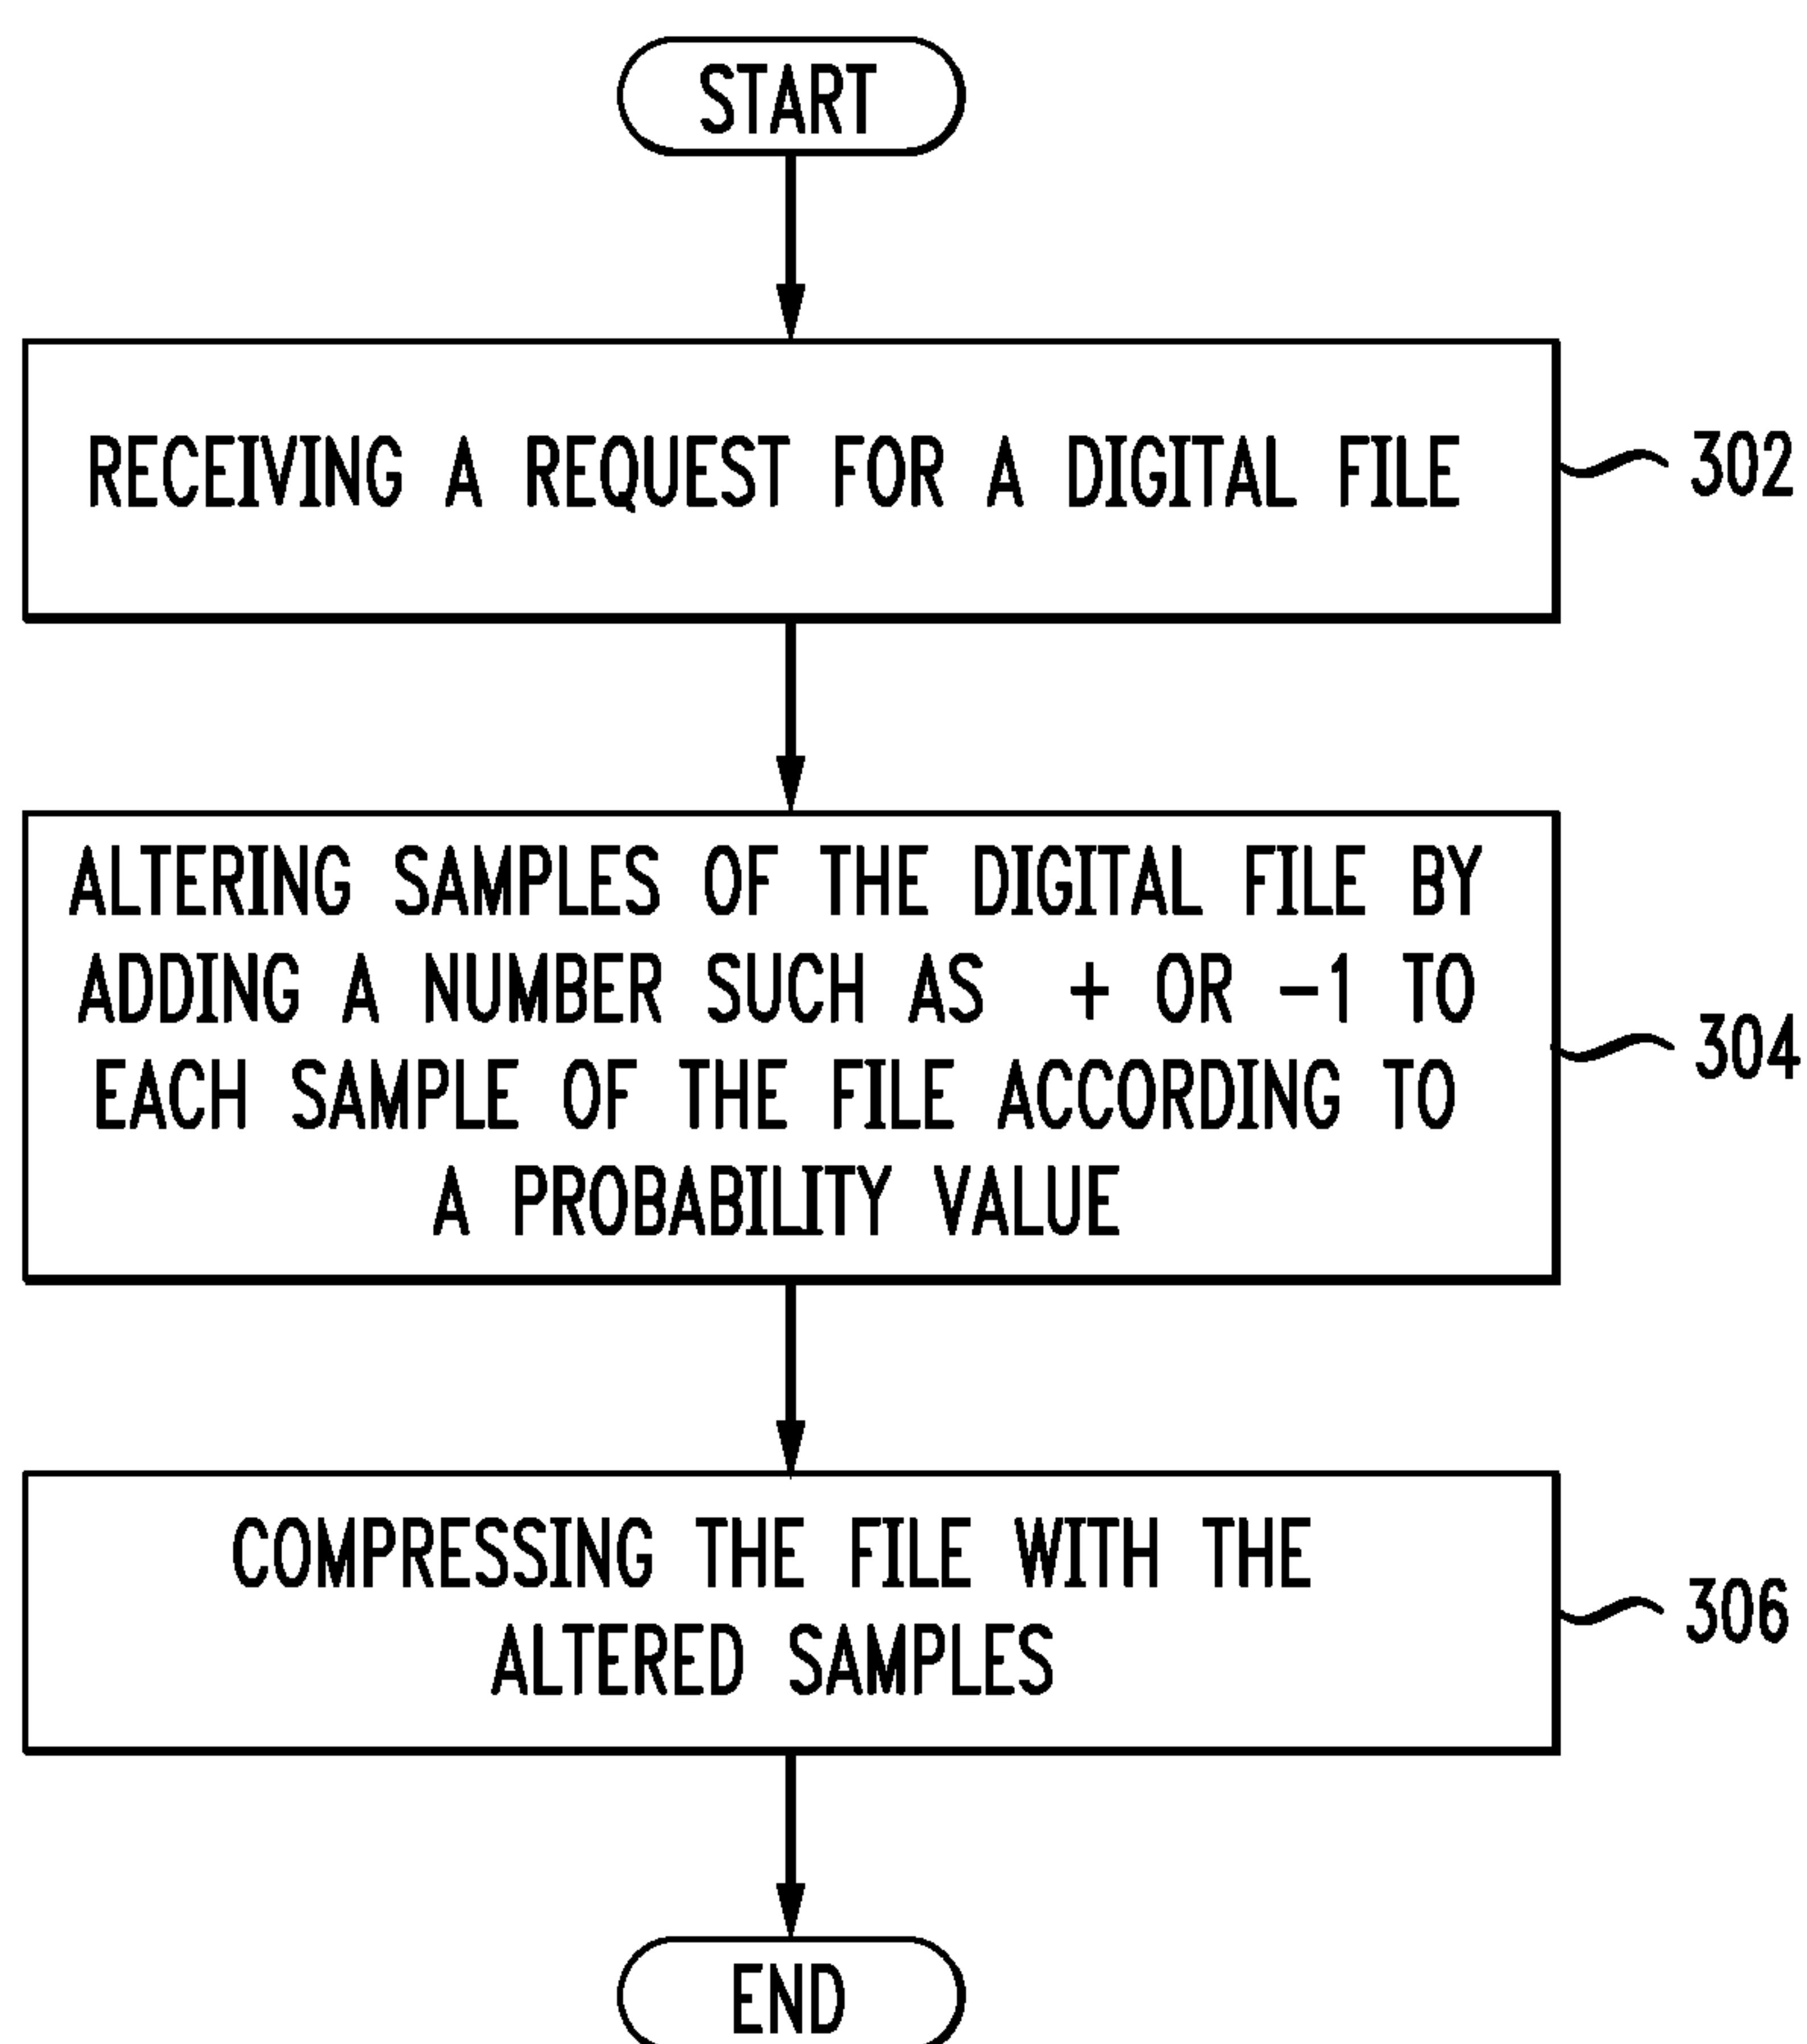 START
RECEIVING A REQUEST FOR A DIGITAL FILE
302
ALTERING SAMPLES OF THE DIGITAL FILE BY
ADDING A NUMBER SUCH AS + OR -1 TO
EACH SAMPLE OF THE FILE ACCORDING TO
A PROBABILITY VALUE
304
COMPRESSING THE FILE WITH THE
ALTERED SAMPLES
306
END